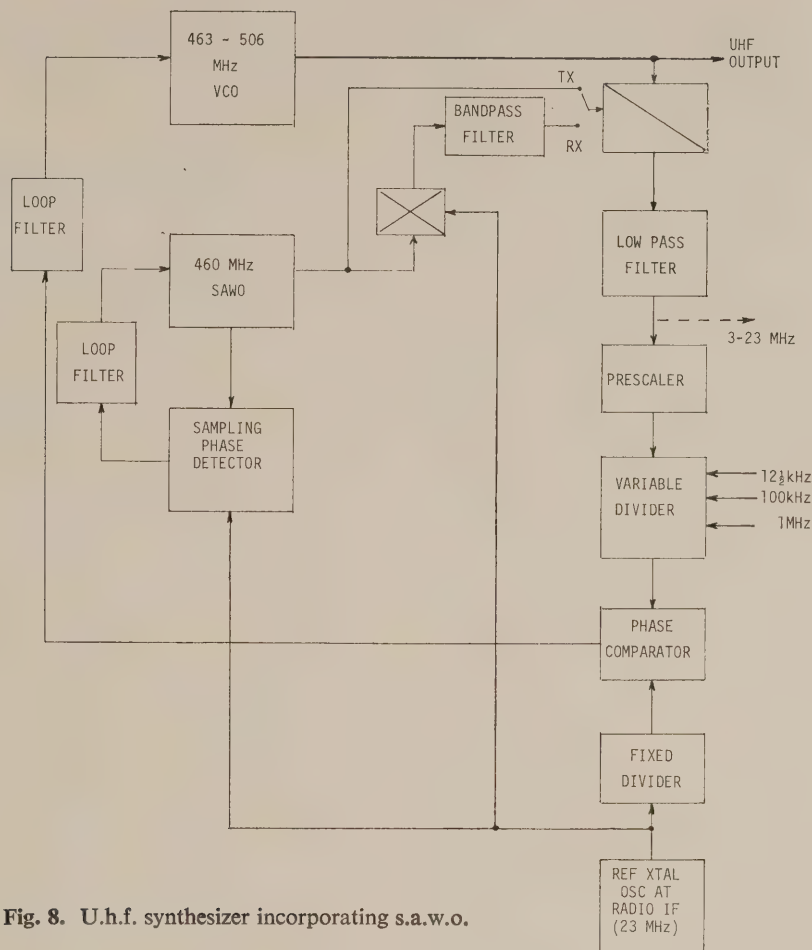 463 ~ 506
MHz
VCO
UHF
OUTPUT
TX
BANDPASS
FILTER
RX
LOOP
FILTER
460 MHz
SAWO
LOW PASS
FILTER
LOOP
FILTER
3-23 MHz
PRESCALER
SAMPLING
PHASE
DETECTOR
VARIABLE
DIVIDER
12½kHz
100kHz
1MHz
PHASE
COMPARATOR
FIXED
DIVIDER
REF XTAL
OSC AT
RADIO IF
(23 MHz)
Fig. 8. U.h.f. synthesizer incorporating s.a.w.o.